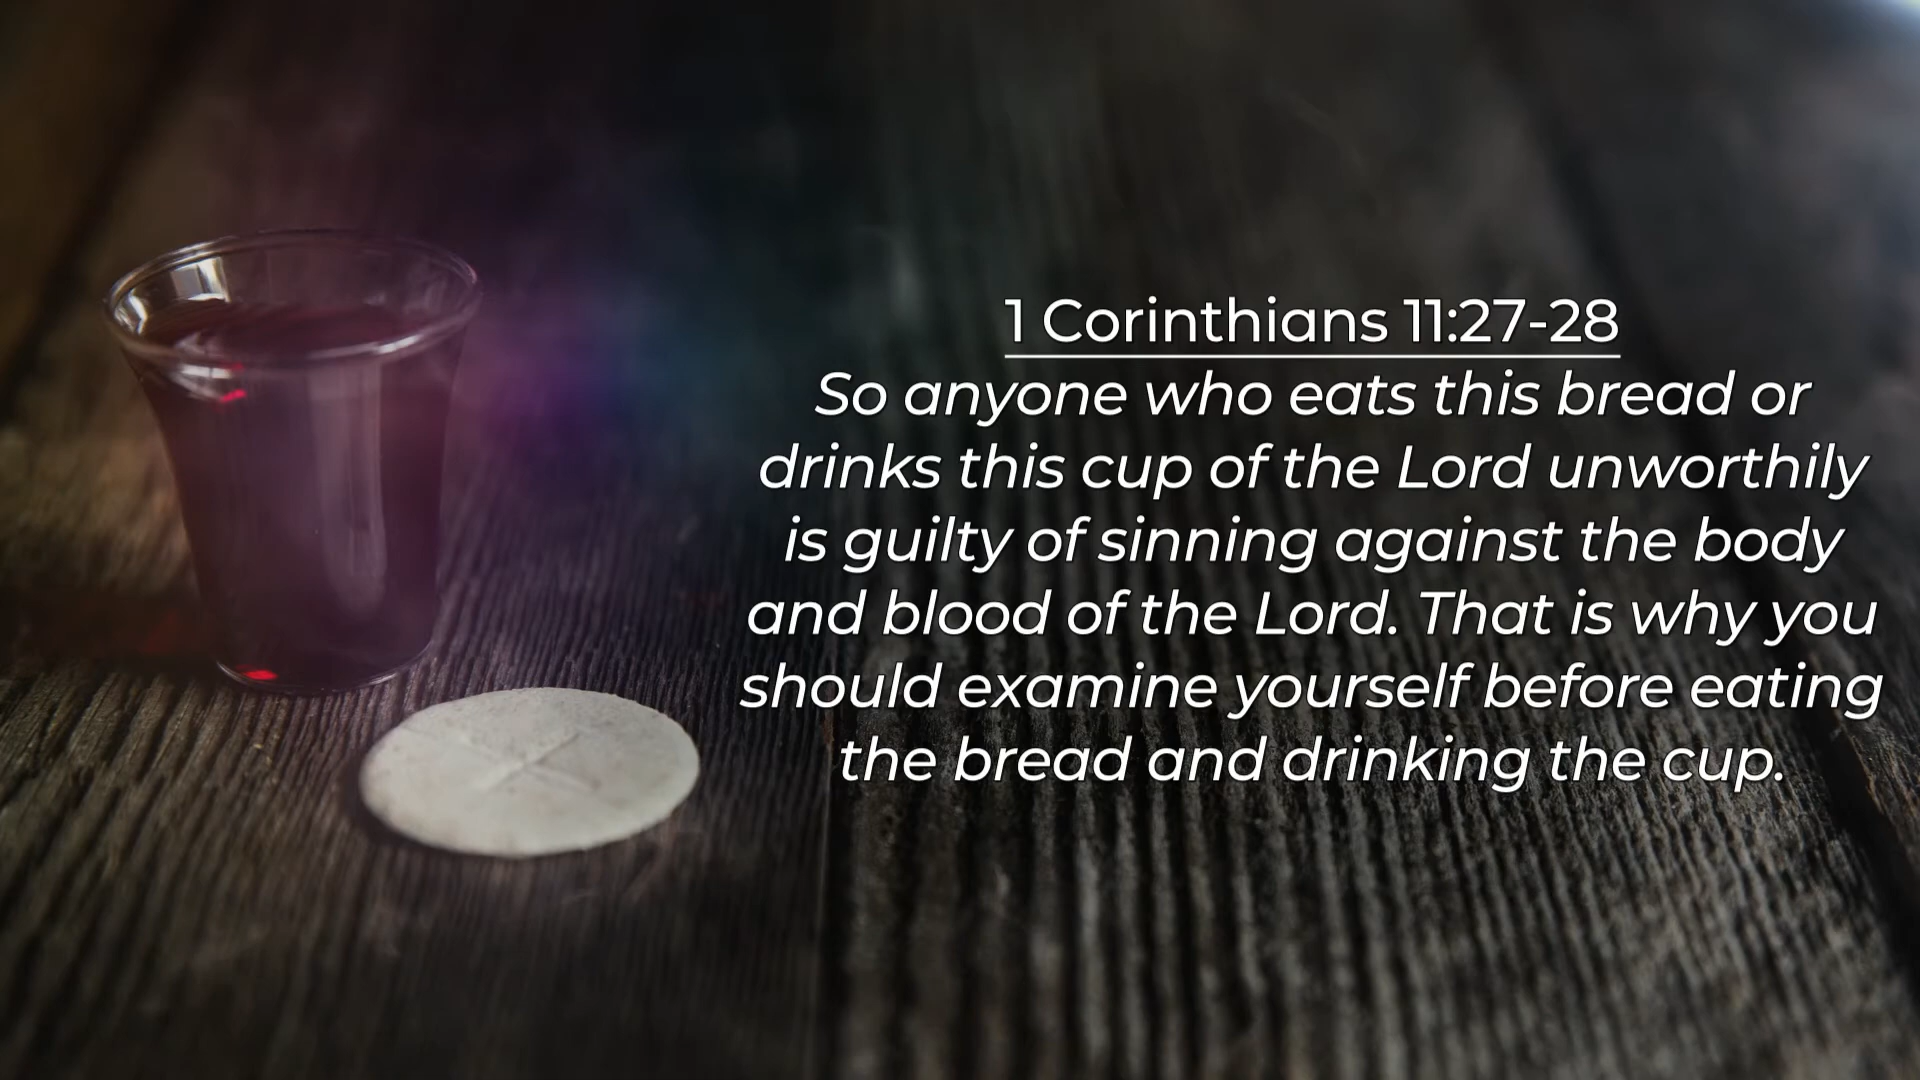 1 Corinthians 11:27-28
So anyone who eats this bread or
drinks this cup of the Lord unworthily
is guilty of sinning against the body
and blood of the Lord. That is why you
should examine yourself before eating
the bread and drinking the cup.